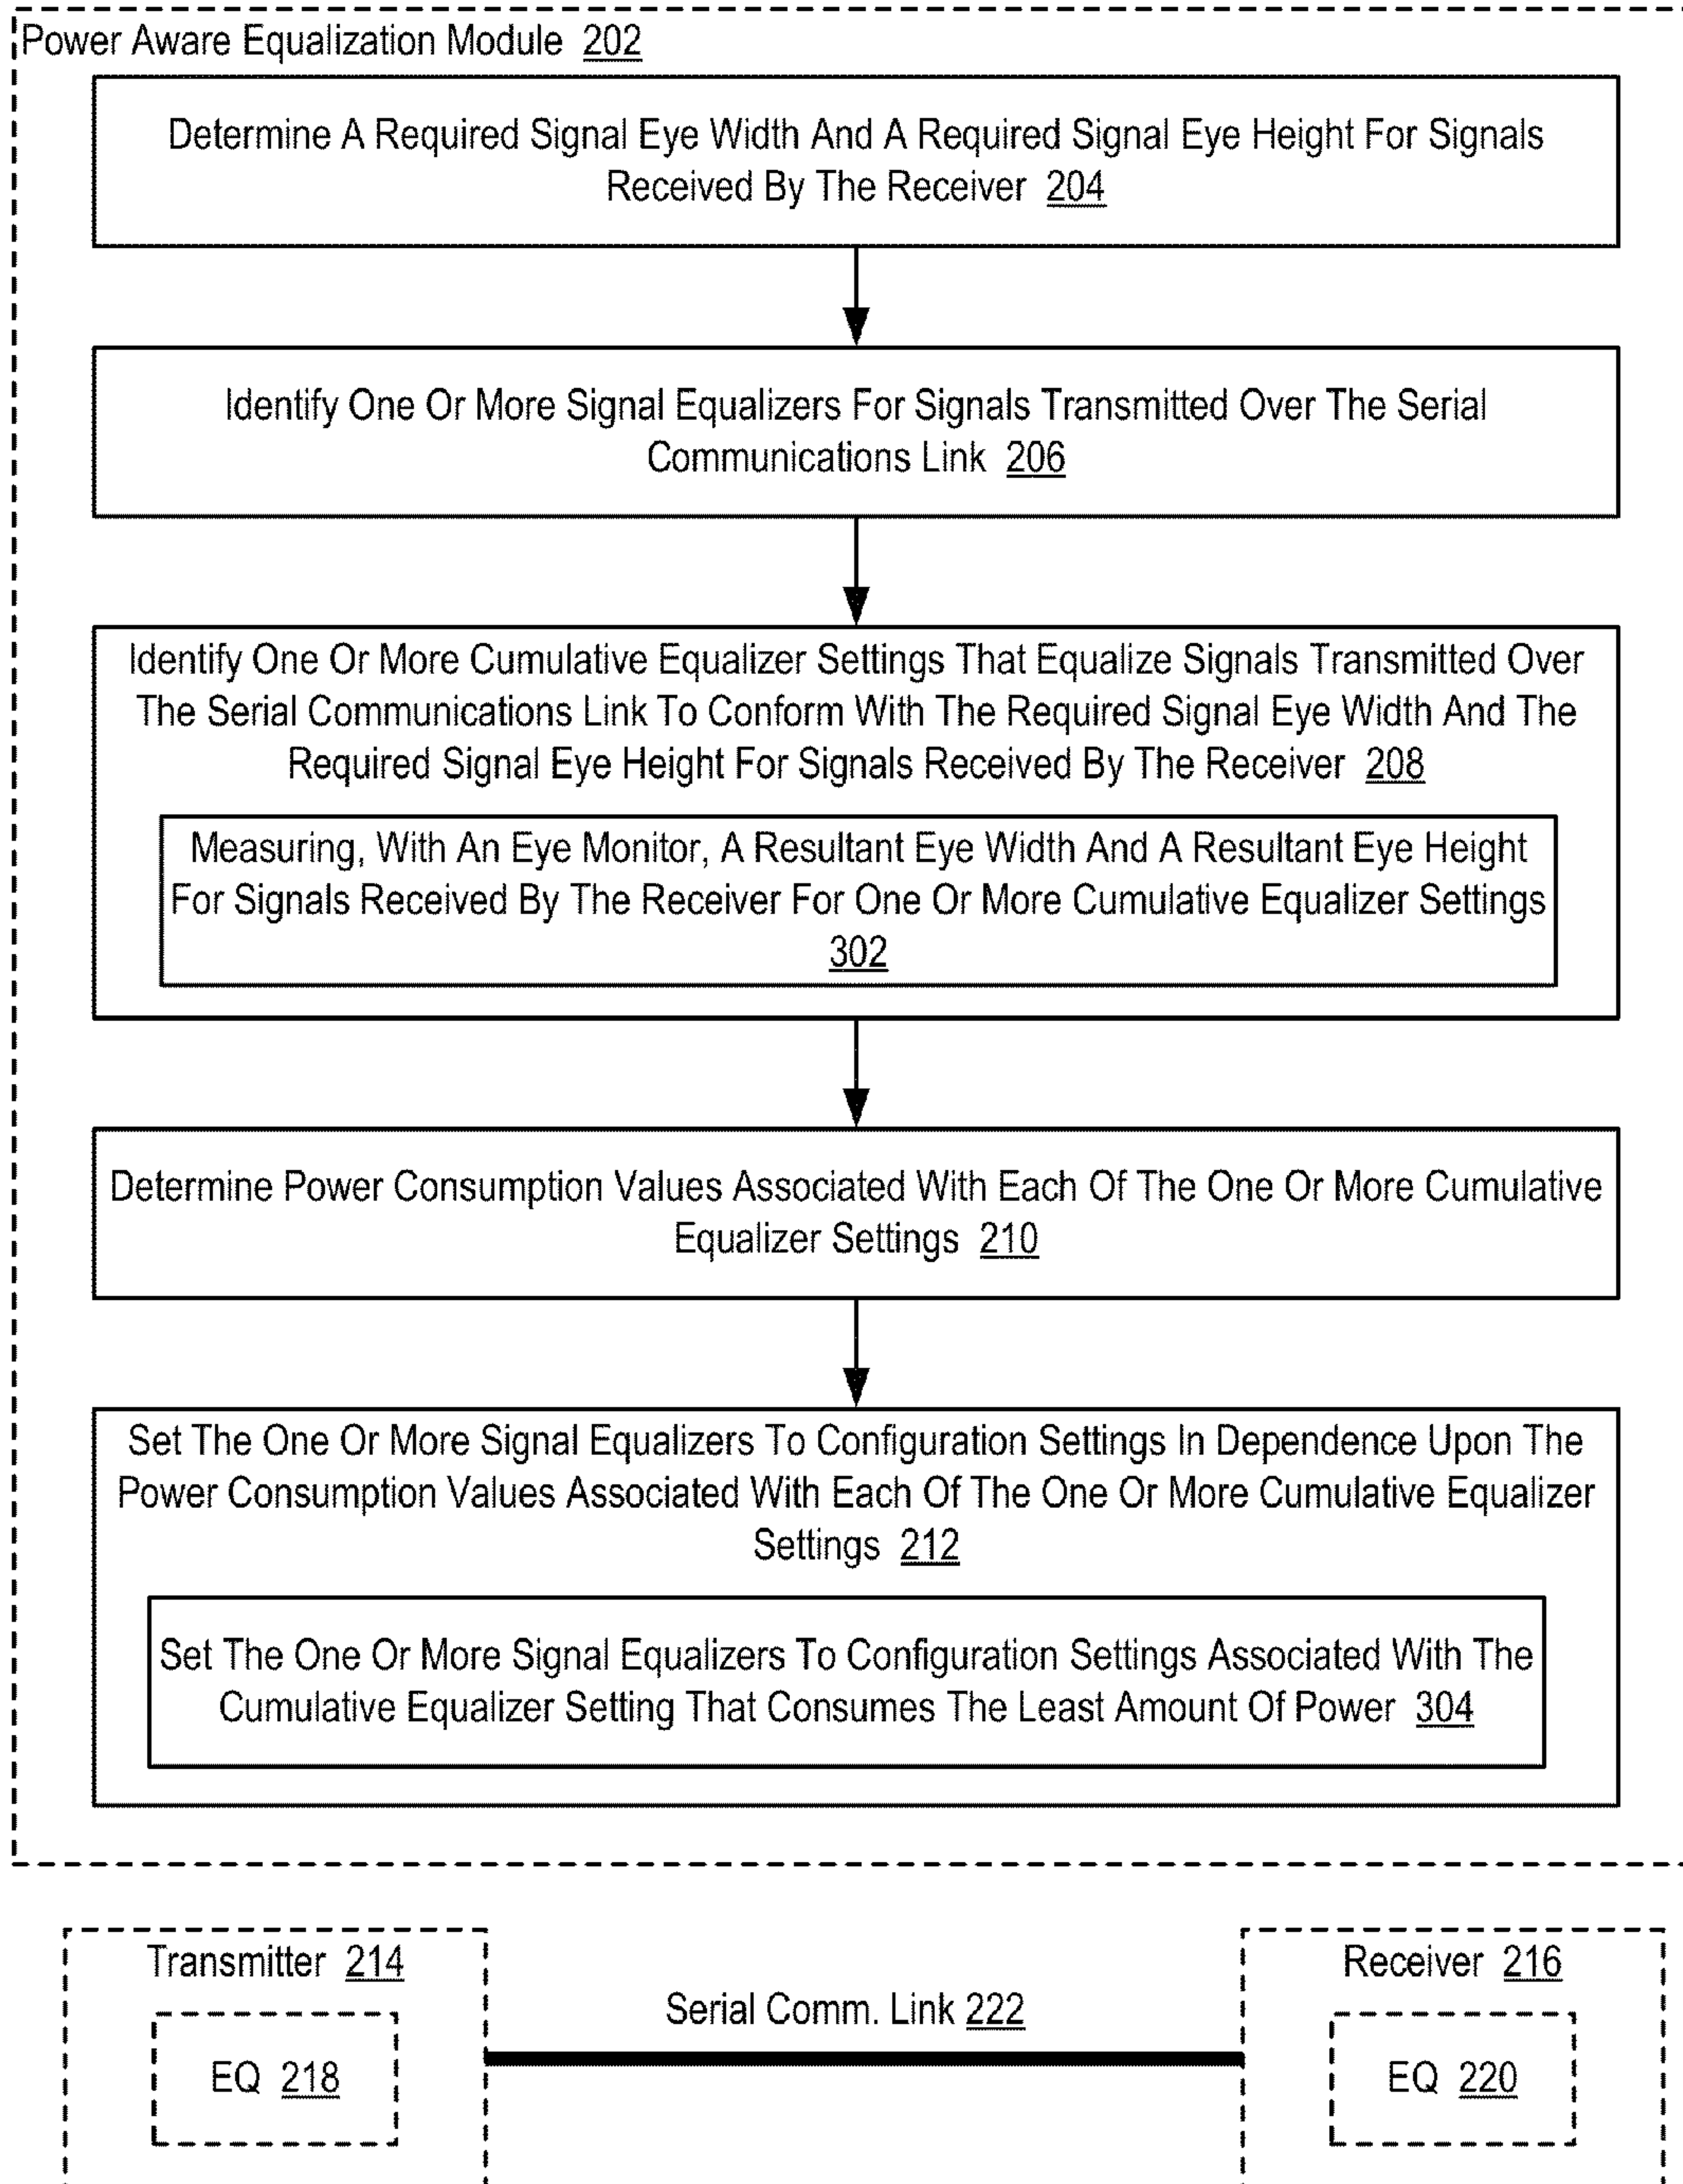 Power Aware Equalization Module 202
Determine A Required Signal Eye Width And A Required Signal Eye Height For Signals
Received By The Receiver 204
Identify One Or More Signal Equalizers For Signals Transmitted Over The Serial
Communications Link 206
Identify One Or More Cumulative Equalizer Settings That Equalize Signals Transmitted Over
The Serial Communications Link To Conform With The Required Signal Eye Width And The
Required Signal Eye Height For Signals Received By The Receiver 208
Measuring, With An Eye Monitor, A Resultant Eye Width And A Resultant Eye Height
For Signals Received By The Receiver For One Or More Cumulative Equalizer Settings
302
Determine Power Consumption Values Associated With Each Of The One Or More Cumulative
Equalizer Settings 210
Set The One Or More Signal Equalizers To Configuration Settings In Dependence Upon The
Power Consumption Values Associated With Each Of The One Or More Cumulative Equalizer
Settings 212
Set The One Or More Signal Equalizers To Configuration Settings Associated With The
Cumulative Equalizer Setting That Consumes The Least Amount Of Power 304
Transmitter 214
EQ 218
Serial Comm. Link 222
Receiver 216
EQ 220